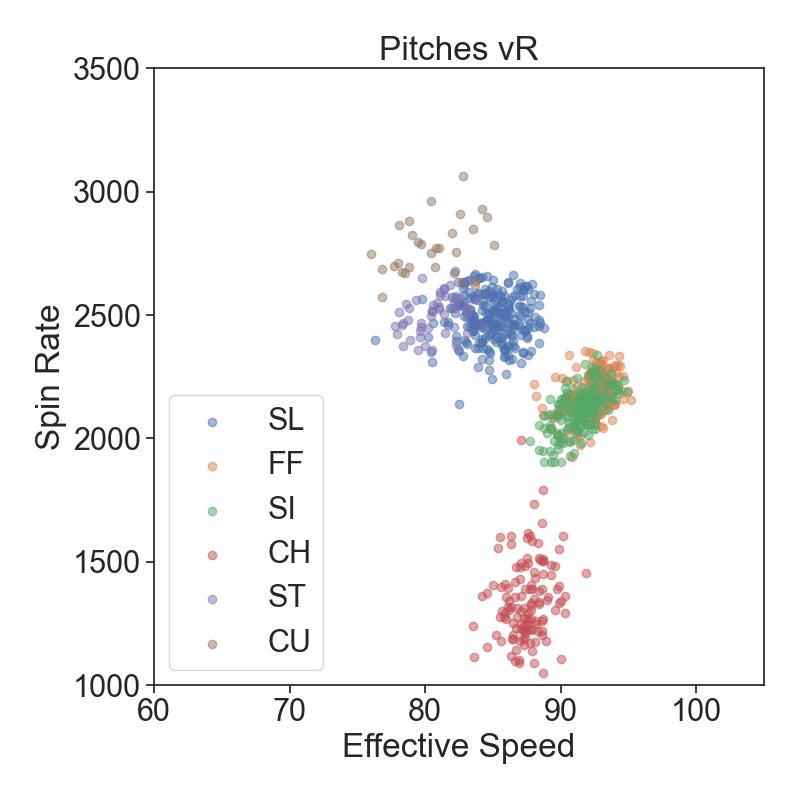 Pitches vR
3500
3000
2500
2000
1500
1000
Spin Rate
SL
FF
SI
CH
ST
CU
60 70 80 90 100
Effective Speed